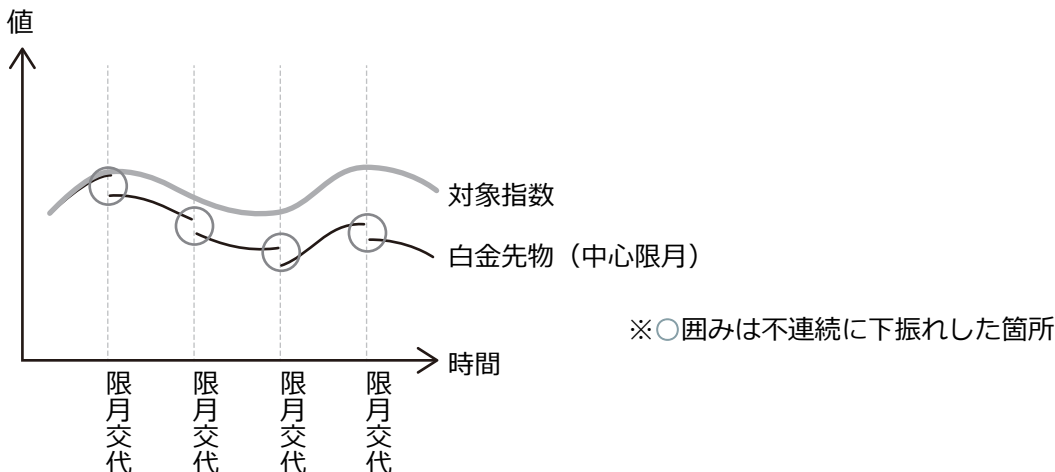 値
対象指数
白金先物（中心限月）
※○囲みは不連続に下振れした箇所
時間
限月交代
限月交代
限月交代
限月交代